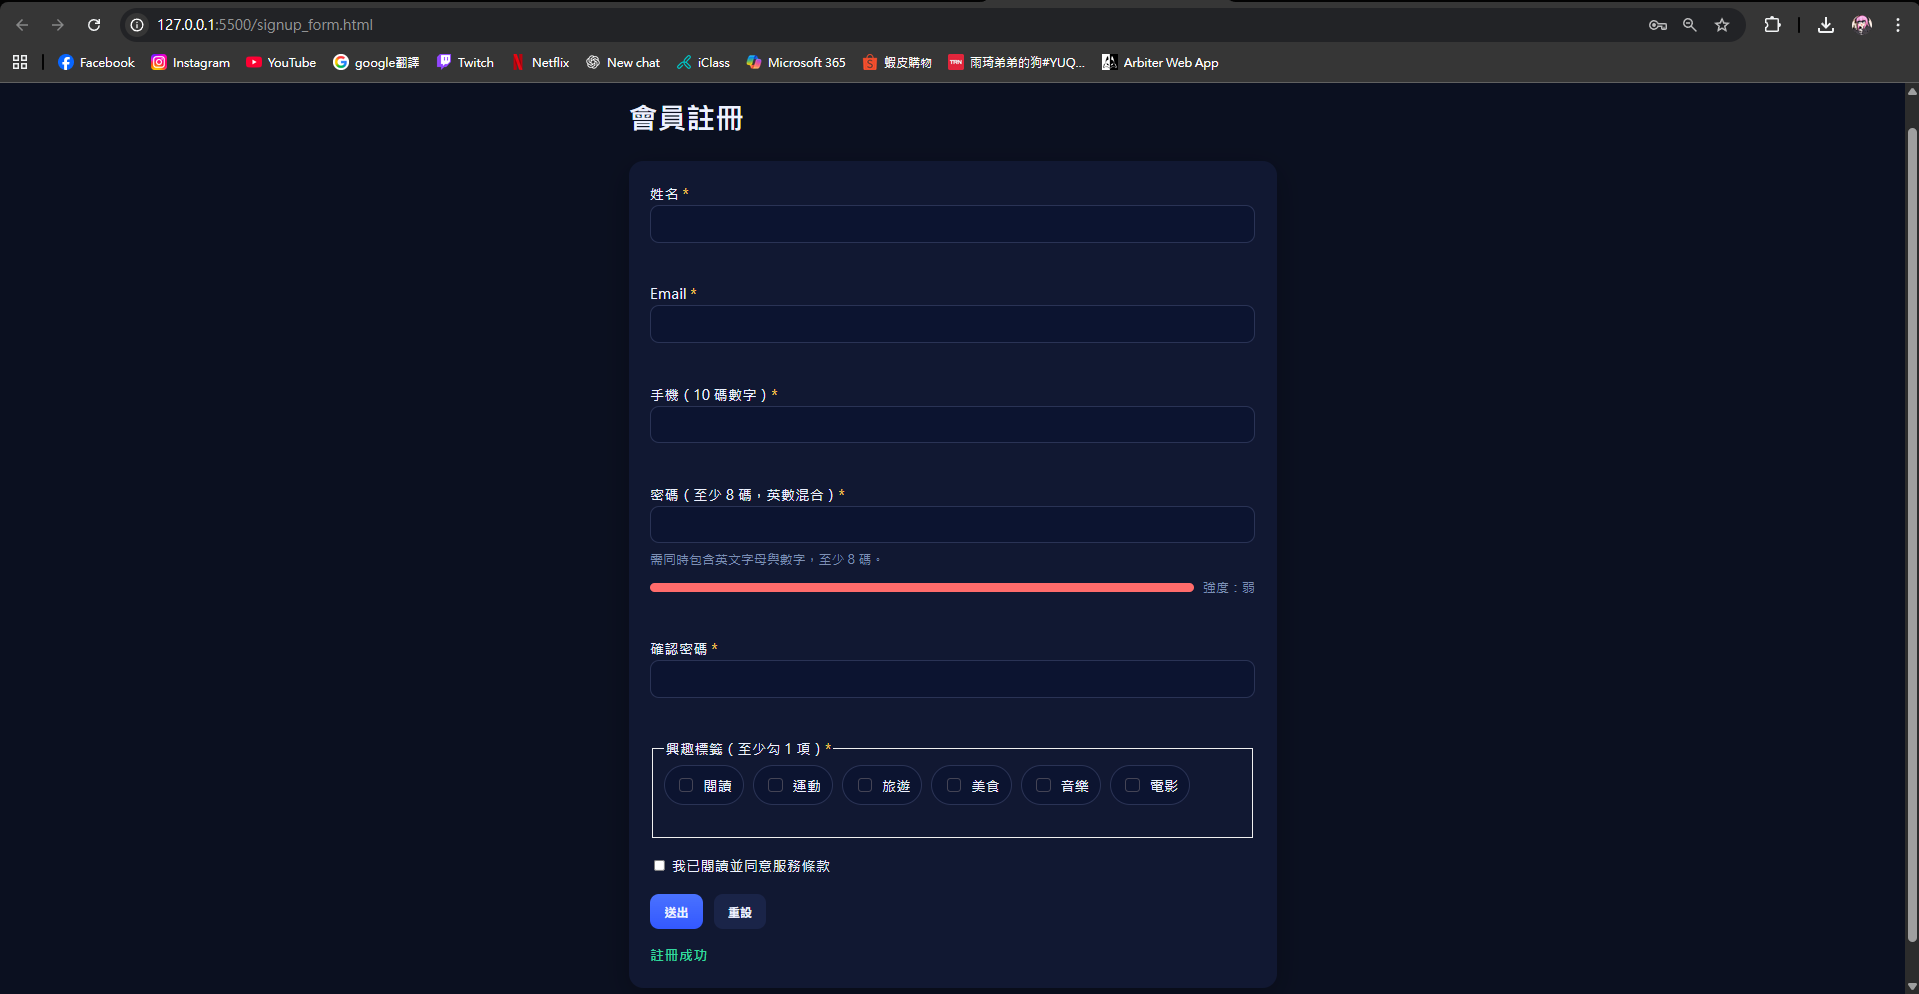 127.0.0.1:5500/signup_form.html
Facebook Instagram YouTube google翻譯 Twitch Netflix New chat iClass Microsoft 365 蝦皮購物 雨琦弟弟的狗#YUQ... Arbiter Web App
會員註冊
姓名 *
Email *
手機（10 碼數字）*
密碼（至少 8 碼，英數混合）*
需同時包含英文字母與數字，至少 8 碼。
強度：弱
確認密碼 *
興趣標籤（至少勾 1 項）*
閱讀 運動 旅遊 美食 音樂 電影
我已閱讀並同意服務條款
送出 重設
註冊成功